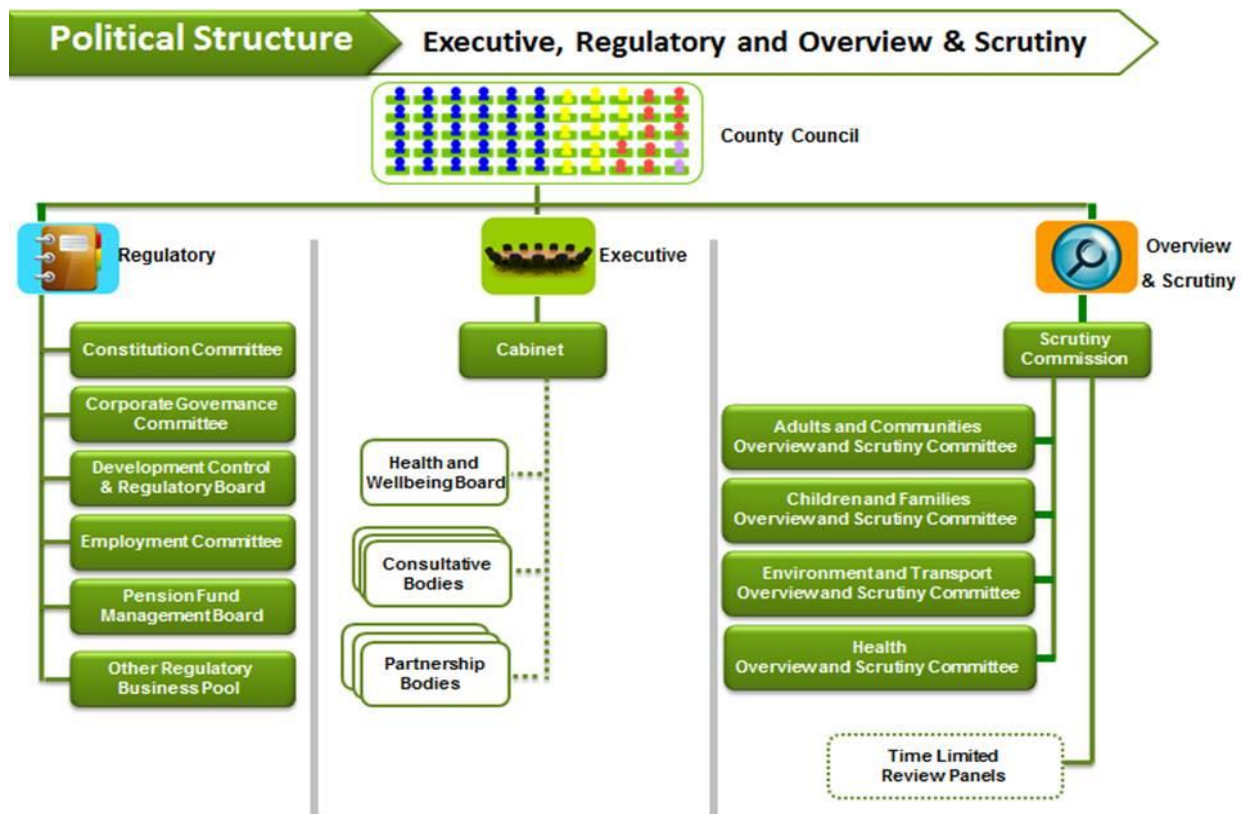 Political Structure
Executive, Regulatory and Overview & Scrutiny
County Council
Regulatory
Executive
Overview
& Scrutiny
Constitution Committee
Corporate Governance
Committee
Development Control
& Regulatory Board
Employment Committee
Pension Fund
Management Board
Other Regulatory
Business Pool
Cabinet
Health and
Wellbeing Board
Consultative
Bodies
Partnership
Bodies
Scrutiny
Commission
Adults and Communities
Overview and Scrutiny Committee
Children and Families
Overview and Scrutiny Committee
Environment and Transport
Overview and Scrutiny Committee
Health
Overview and Scrutiny Committee
Time Limited
Review Panels